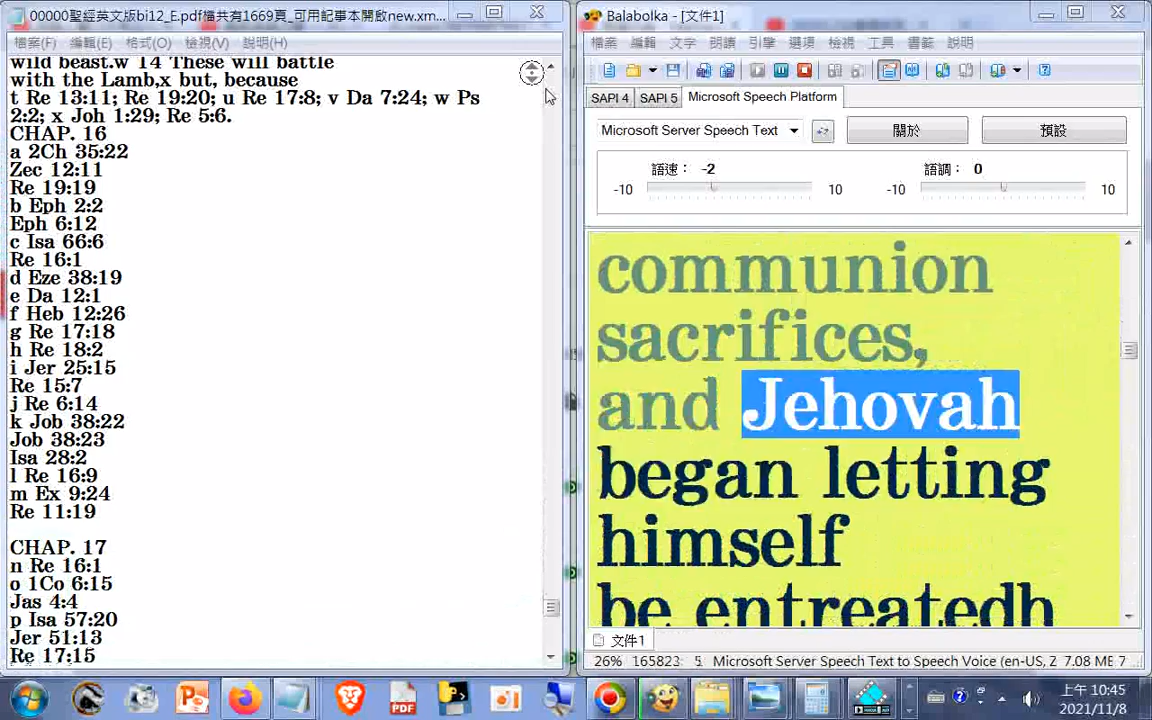 00000聖經英文版bi12_E.pdf檔共有1669頁_可用記事本開啟new.xm...
檔案(F) 編輯(E) 格式(O) 檢視(V) 說明(H)
wild beast.w 14 These will battle
with the Lamb,x but, because
t Re 13:11; Re 19:20; u Re 17:8; v Da 7:24; w Ps
2:2; x Joh 1:29; Re 5:6.
CHAP. 16
a 2Ch 35:22
Zec 12:11
Re 19:19
b Eph 2:2
Eph 6:12
c Isa 66:6
Re 16:1
d Eze 38:19
e Da 12:1
f Heb 12:26
g Re 17:18
h Re 18:2
i Jer 25:15
Re 15:7
j Re 6:14
k Job 38:22
Job 38:23
Isa 28:2
l Re 16:9
m Ex 9:24
Re 11:19
CHAP. 17
n Re 16:1
o 1Co 6:15
Jas 4:4
p Isa 57:20
Jer 51:13
Re 17:15
Balabolka - [文件1]
檔案 編輯 文字 朗讀 引擎 選項 檢視 工具 書籤 說明
SAPI 4 SAPI 5 Microsoft Speech Platform
Microsoft Server Speech Text 關於 預設
語速： -2 語調： 0
-10 10 -10 10
communion
sacrifices,
and Jehovah
began letting
himself
be entreatedh
文件1
26% 165823 Microsoft Server Speech Text to Speech Voice (en-US, Z 7.08 MB
PDF
上午 10:45
2021/11/8